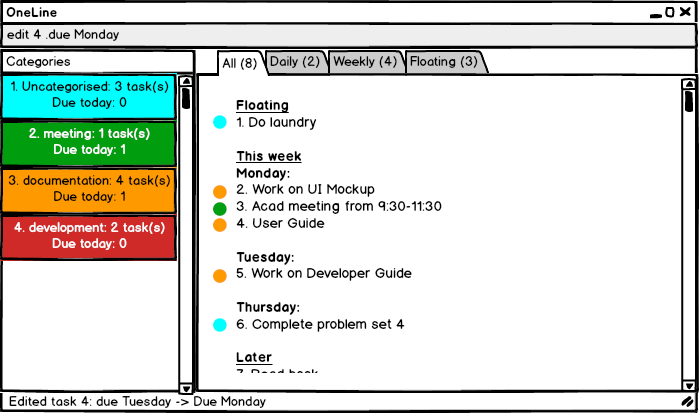 OneLine
edit 4 .due Monday
Categories
1. Uncategorised: 3 task(s)
Due today: 0
2. meeting: 1 task(s)
Due today: 1
3. documentation: 4 task(s)
Due today: 1
4. development: 2 task(s)
Due today: 0
All (8)
Daily (2)
Weekly (4)
Floating (3)
Floating
1. Do laundry
This week
Monday:
2. Work on UI Mockup
3. Acad meeting from 9:30-11:30
4. User Guide
Tuesday:
5. Work on Developer Guide
Thursday:
6. Complete problem set 4
Later
Edited task 4: due Tuesday -> Due Monday